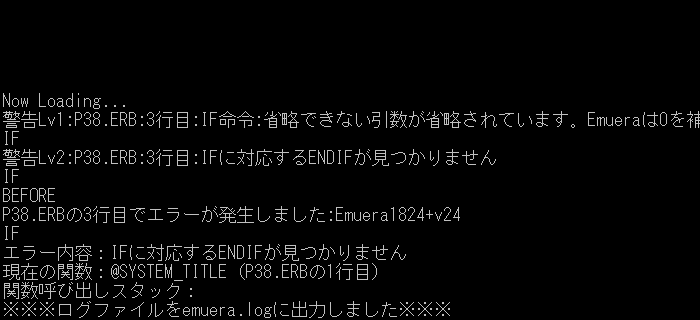 Now Loading...
警告Lv1:P38.ERB:3行目:IF命令:省略できない引数が省略されています。Emueraは0を補
IF
警告Lv2:P38.ERB:3行目:IFに対応するENDIFが見つかりません
IF
BEFORE
P38.ERBの3行目でエラーが発生しました:Emuera1824+v24
IF
エラー内容：IFに対応するENDIFが見つかりません
現在の関数：@SYSTEM_TITLE（P38.ERBの1行目）
関数呼び出しスタック：
※※※ログファイルをemuera.logに出力しました※※※